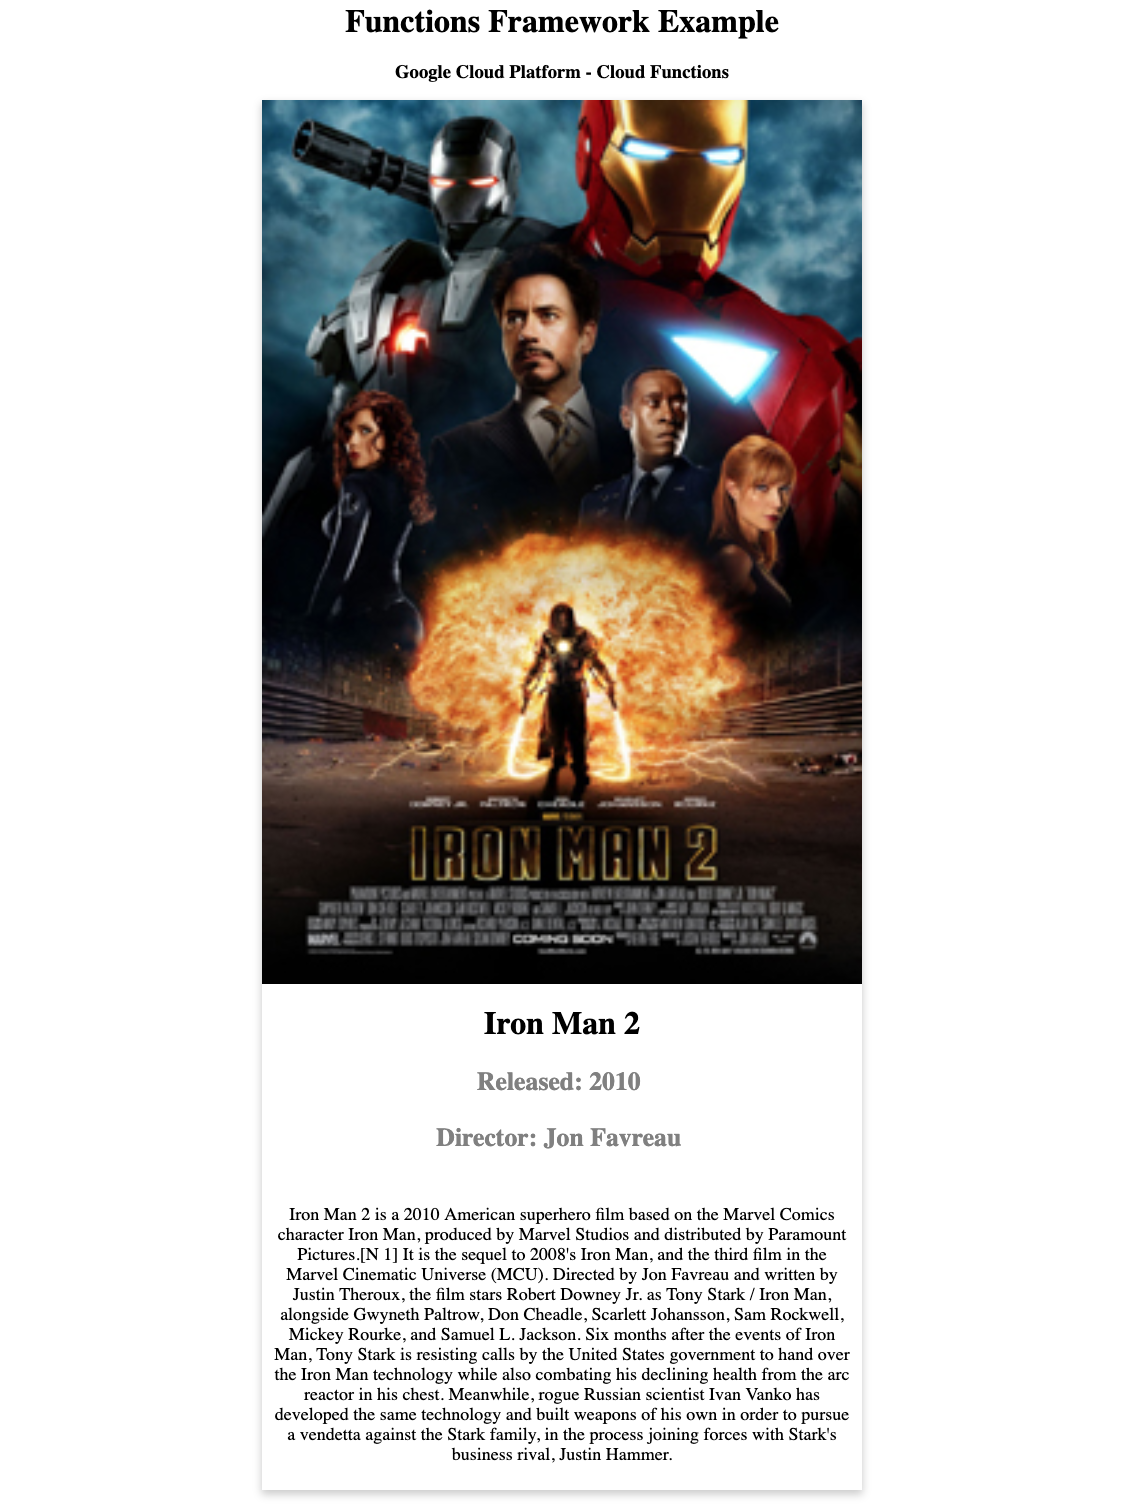 Functions Framework Example
Google Cloud Platform - Cloud Functions
IRON MAN 2
MARVEL
COMING SOON
Iron Man 2
Released: 2010
Director: Jon Favreau
Iron Man 2 is a 2010 American superhero film based on the Marvel Comics
character Iron Man, produced by Marvel Studios and distributed by Paramount
Pictures.[N 1] It is the sequel to 2008's Iron Man, and the third film in the
Marvel Cinematic Universe (MCU). Directed by Jon Favreau and written by
Justin Theroux, the film stars Robert Downey Jr. as Tony Stark / Iron Man,
alongside Gwyneth Paltrow, Don Cheadle, Scarlett Johansson, Sam Rockwell,
Mickey Rourke, and Samuel L. Jackson. Six months after the events of Iron
Man, Tony Stark is resisting calls by the United States government to hand over
the Iron Man technology while also combating his declining health from the arc
reactor in his chest. Meanwhile, rogue Russian scientist Ivan Vanko has
developed the same technology and built weapons of his own in order to pursue
a vendetta against the Stark family, in the process joining forces with Stark's
business rival, Justin Hammer.